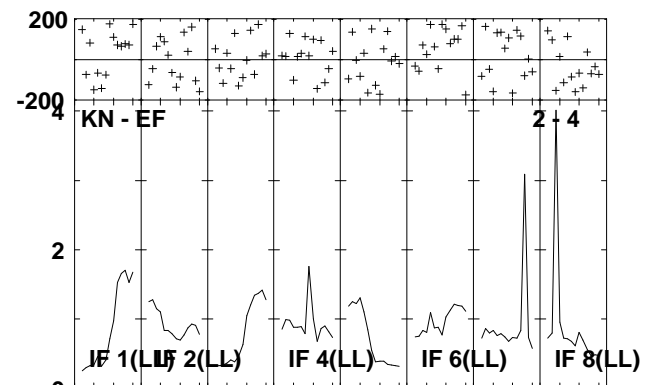 200
-200
4
KN - EF
2 - 4
2
IF 1(LL)
IF 2(LL)
IF 4(LL)
IF 6(LL)
IF 8(LL)
0